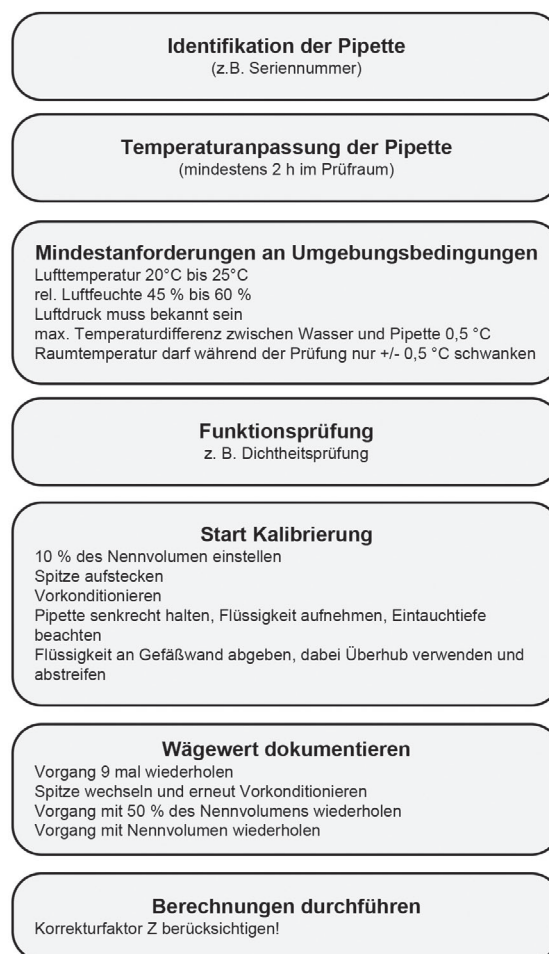 Identifikation der Pipette
(z.B. Seriennummer)
Temperaturanpassung der Pipette
(mindestens 2 h im Prüfraum)
Mindestanforderungen an Umgebungsbedingungen
Lufttemperatur 20°C bis 25°C
rel. Luftfeuchte 45 % bis 60 %
Luftdruck muss bekannt sein
max. Temperaturdifferenz zwischen Wasser und Pipette 0,5 °C
Raumtemperatur darf während der Prüfung nur +/- 0,5 °C schwanken
Funktionsprüfung
z. B. Dichtheitsprüfung
Start Kalibrierung
10 % des Nennvolumen einstellen
Spitze aufstecken
Vorkonditionieren
Pipette senkrecht halten, Flüssigkeit aufnehmen, Eintauchtiefe
beachten
Flüssigkeit an Gefäßwand abgeben, dabei Überhub verwenden und
abstreifen
Wägewert dokumentieren
Vorgang 9 mal wiederholen
Spitze wechseln und erneut Vorkonditionieren
Vorgang mit 50 % des Nennvolumens wiederholen
Vorgang mit Nennvolumen wiederholen
Berechnungen durchführen
Korrekturfaktor Z berücksichtigen!